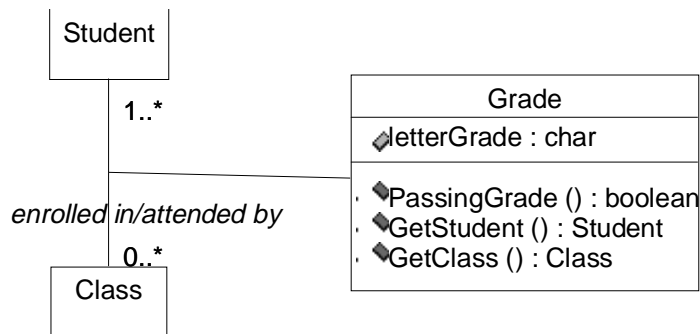 Student
1..*
Grade
letterGrade : char
PassingGrade () : boolean
enrolled in/attended by
GetStudent () : Student
0..*
GetClass () : Class
Class